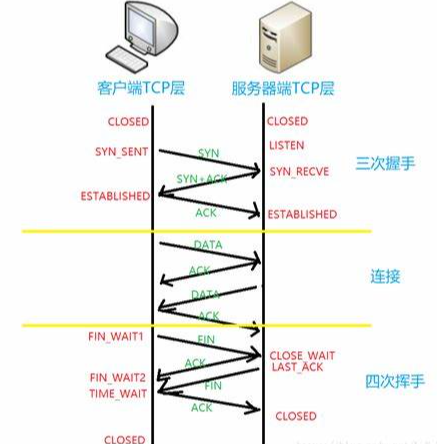 客户端TCP层
服务器端TCP层
CLOSED
CLOSED
LISTEN
SYN_SENT
SYN
三次握手
SYN_RECVE
SYN+ACK
ESTABLISHED
ACK
ESTABLISHED
DATA
ACK
连接
DATA
ACK
FIN_WAIT1
FIN
CLOSE_WAIT
ACK
LAST_ACK
FIN_WAIT2
FIN
四次挥手
TIME_WAIT
ACK
CLOSED
CLOSED